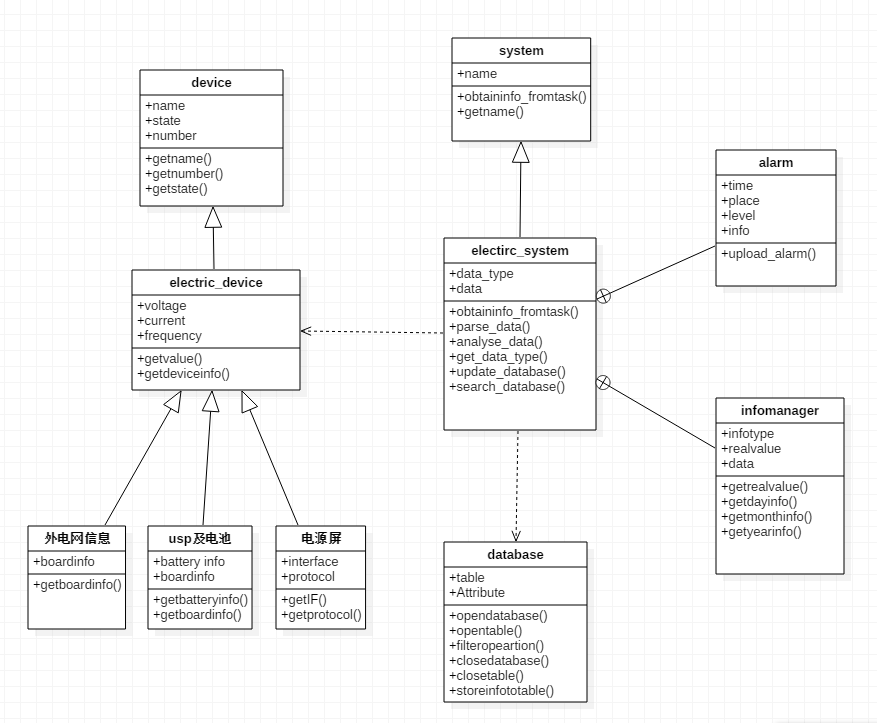 system
+name
+obtaininfo_fromtask()
+getname()
device
+name
+state
+number
+getname()
+getnumber()
+getstate()
alarm
+time
+place
+level
+info
+upload_alarm()
electirc_system
+data_type
+data
+obtaininfo_fromtask()
+parse_data()
+analyse_data()
+get_data_type()
+update_database()
+search_database()
electric_device
+voltage
+current
+frequency
+getvalue()
+getdeviceinfo()
infomanager
+infotype
+realvalue
+data
+getrealvalue()
+getdayinfo()
+getmonthinfo()
+getyearinfo()
外电网信息
+boardinfo
+getboardinfo()
usp及电池
+battery info
+boardinfo
+getbatteryinfo()
+getboardinfo()
电源屏
+interface
+protocol
+getIF()
+getprotocol()
database
+table
+Attribute
+opendatabase()
+opentable()
+filteropeartion()
+closedatabase()
+closetable()
+storeinfototable()